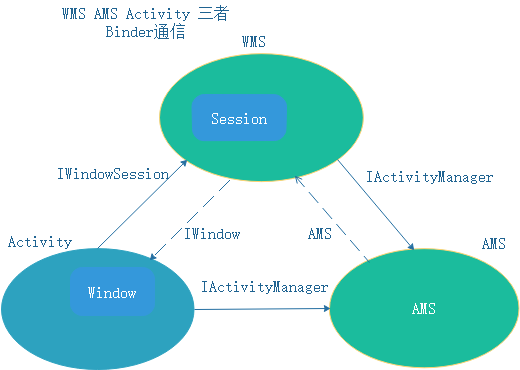 WMS AMS Activity 三者
Binder通信
WMS
Session
IWindowSession
IActivityManager
IWindow
AMS
Activity
AMS
IActivityManager
Window
AMS